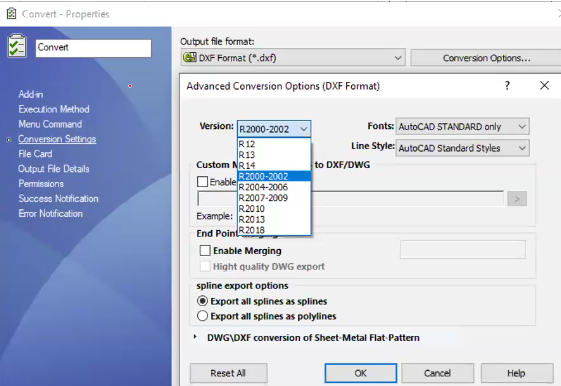 Convert - Properties
Convert
Add-in
Execution Method
Menu Command
Conversion Settings
File Card
Output File Details
Permissions
Success Notification
Error Notification
Output file format:
DXF Format (*.dxf)
Conversion Options...
Advanced Conversion Options (DXF Format)
? X
Version: R2000-2002
Fonts: AutoCAD STANDARD only
Line Style: AutoCAD Standard Styles
R12
R13
R14
R2000-2002
R2004-2006
R2007-2009
R2010
R2013
R2018
Custom M to DXF/DWG
Enable
>
Example:
End Point
Enable Merging
Hight quality DWG export
spline export options
Export all splines as splines
Export all splines as polylines
DWG\DXF conversion of Sheet-Metal Flat-Pattern
Reset All
OK
Cancel
Help